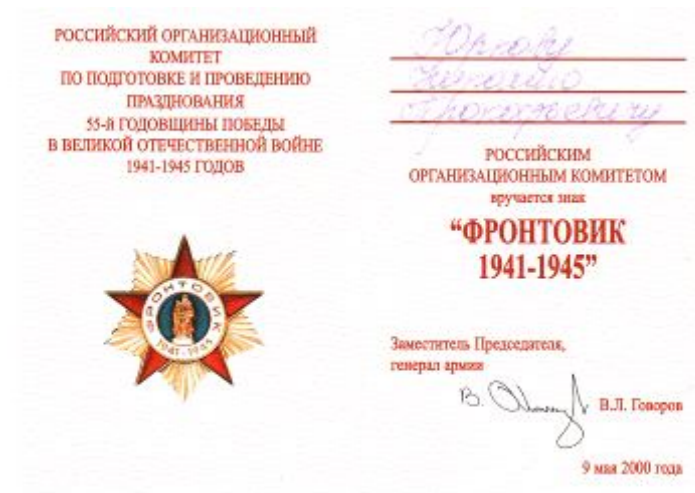 РОССИЙСКИЙ ОРГАНИЗАЦИОННЫЙ
КОМИТЕТ
ПО ПОДГОТОВКЕ И ПРОВЕДЕНИЮ
ПРАЗДНОВАНИЯ
55-й ГОДОВЩИНЫ ПОБЕДЫ
В ВЕЛИКОЙ ОТЕЧЕСТВЕННОЙ ВОЙНЕ
1941-1945 ГОДОВ
ФРОНТОВИК
1941-1945
Николаю
Прокофьевичу
РОССИЙСКИМ
ОРГАНИЗАЦИОННЫМ КОМИТЕТОМ
вручается знак
“ФРОНТОВИК
1941-1945”
Заместитель Председателя,
генерал армии
В.Л. Говоров
9 мая 2000 года